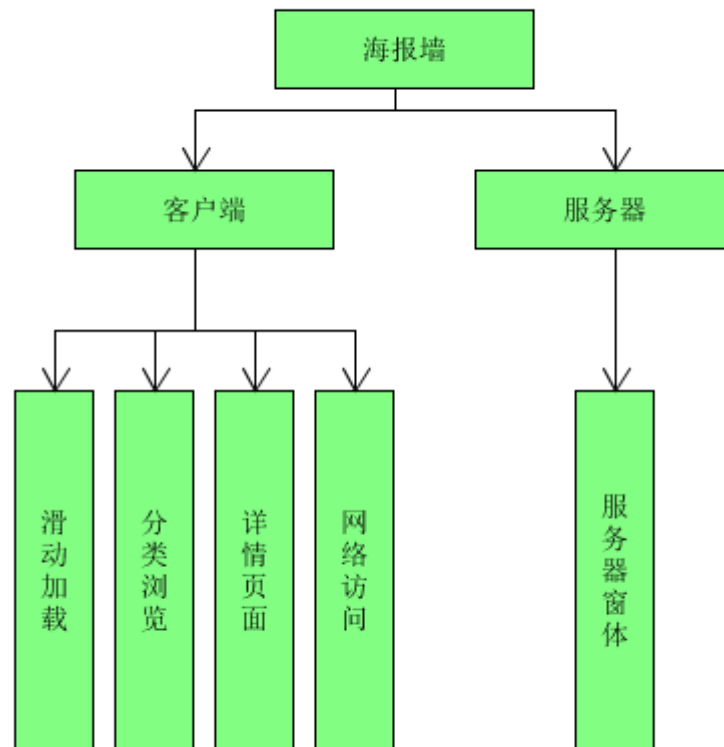 海报墙
客户端
服务器
滑动加载
分类浏览
详情页面
网络访问
服务器窗体